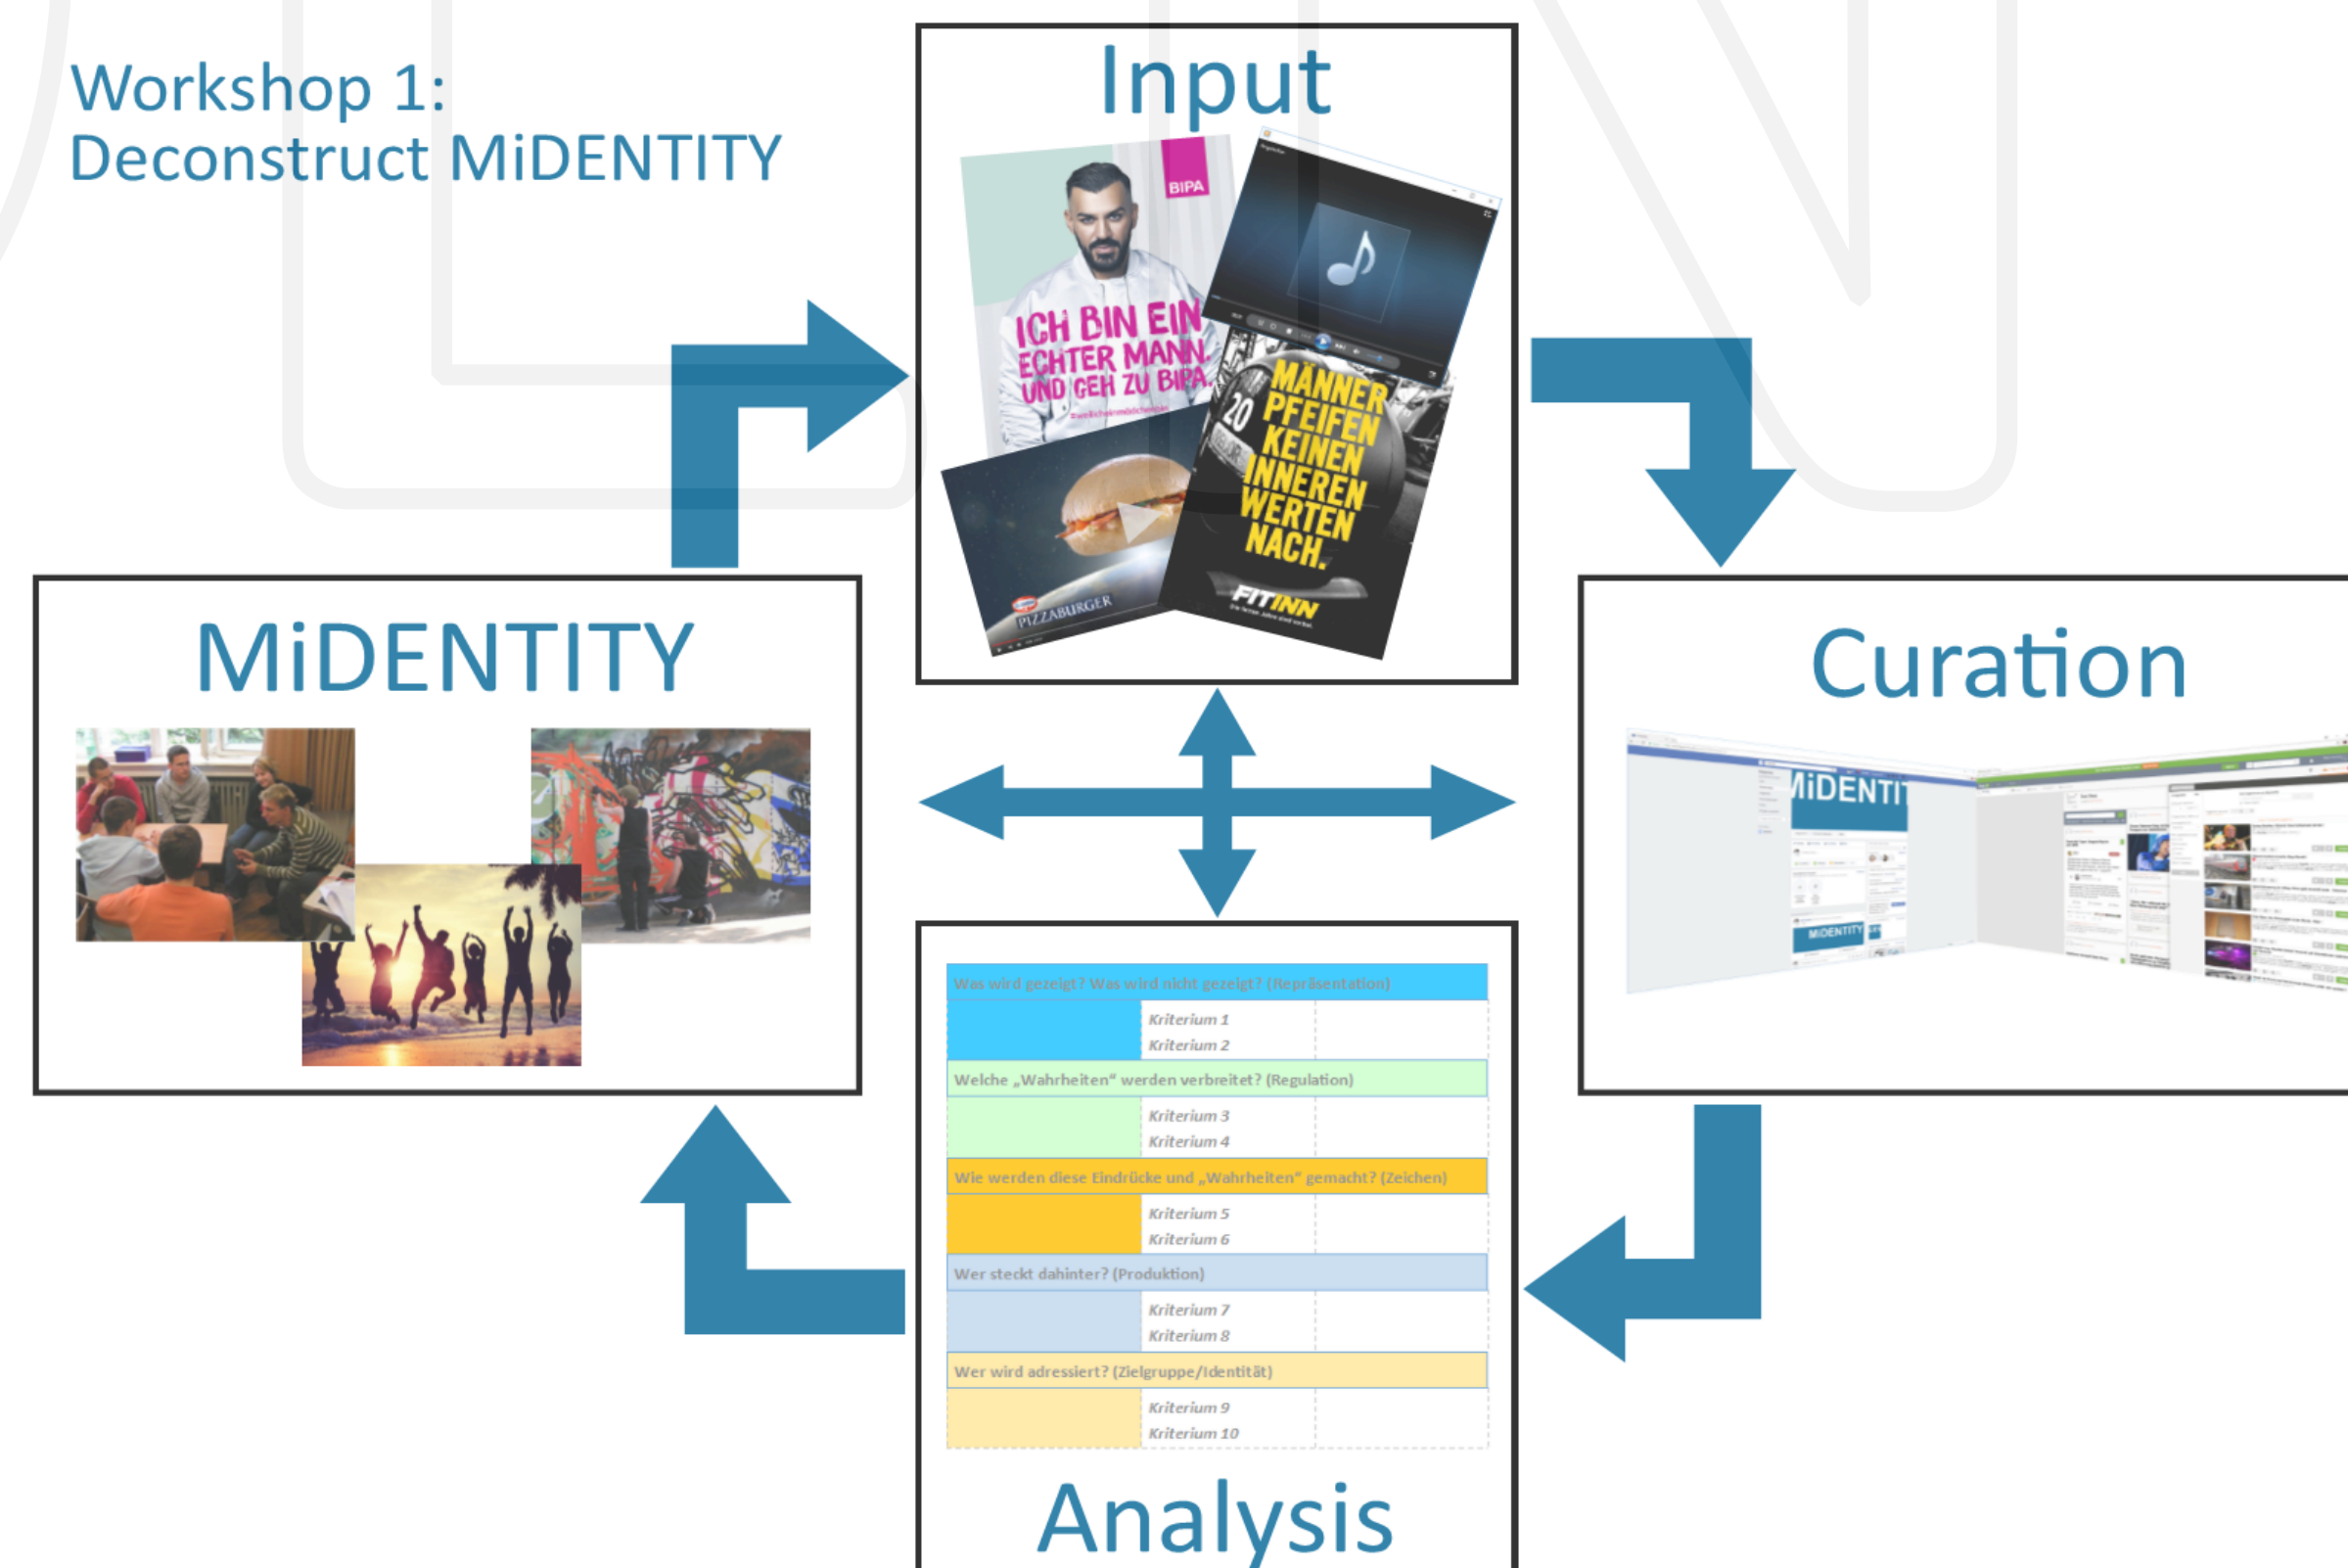 Workshop 1:
Deconstruct MiDENTITY
Input
BIPA
ICH BIN EIN
ECHTER MANN.
UND GEH ZU BIPA.
#weilicheinmädchenbin
20
MÄNNER
PFEIFEN
KEINEN
INNEREN
WERTEN
NACH.
FITINN
PIZZABURGER
MiDENTITY
Curation
MiDENTI
MiDENTITY
Was wird gezeigt? Was wird nicht gezeigt? (Repräsentation)
Kriterium 1
Kriterium 2
Welche „Wahrheiten“ werden verbreitet? (Regulation)
Kriterium 3
Kriterium 4
Wie werden diese Eindrücke und „Wahrheiten“ gemacht? (Zeichen)
Kriterium 5
Kriterium 6
Wer steckt dahinter? (Produktion)
Kriterium 7
Kriterium 8
Wer wird adressiert? (Zielgruppe/Identität)
Kriterium 9
Kriterium 10
Analysis